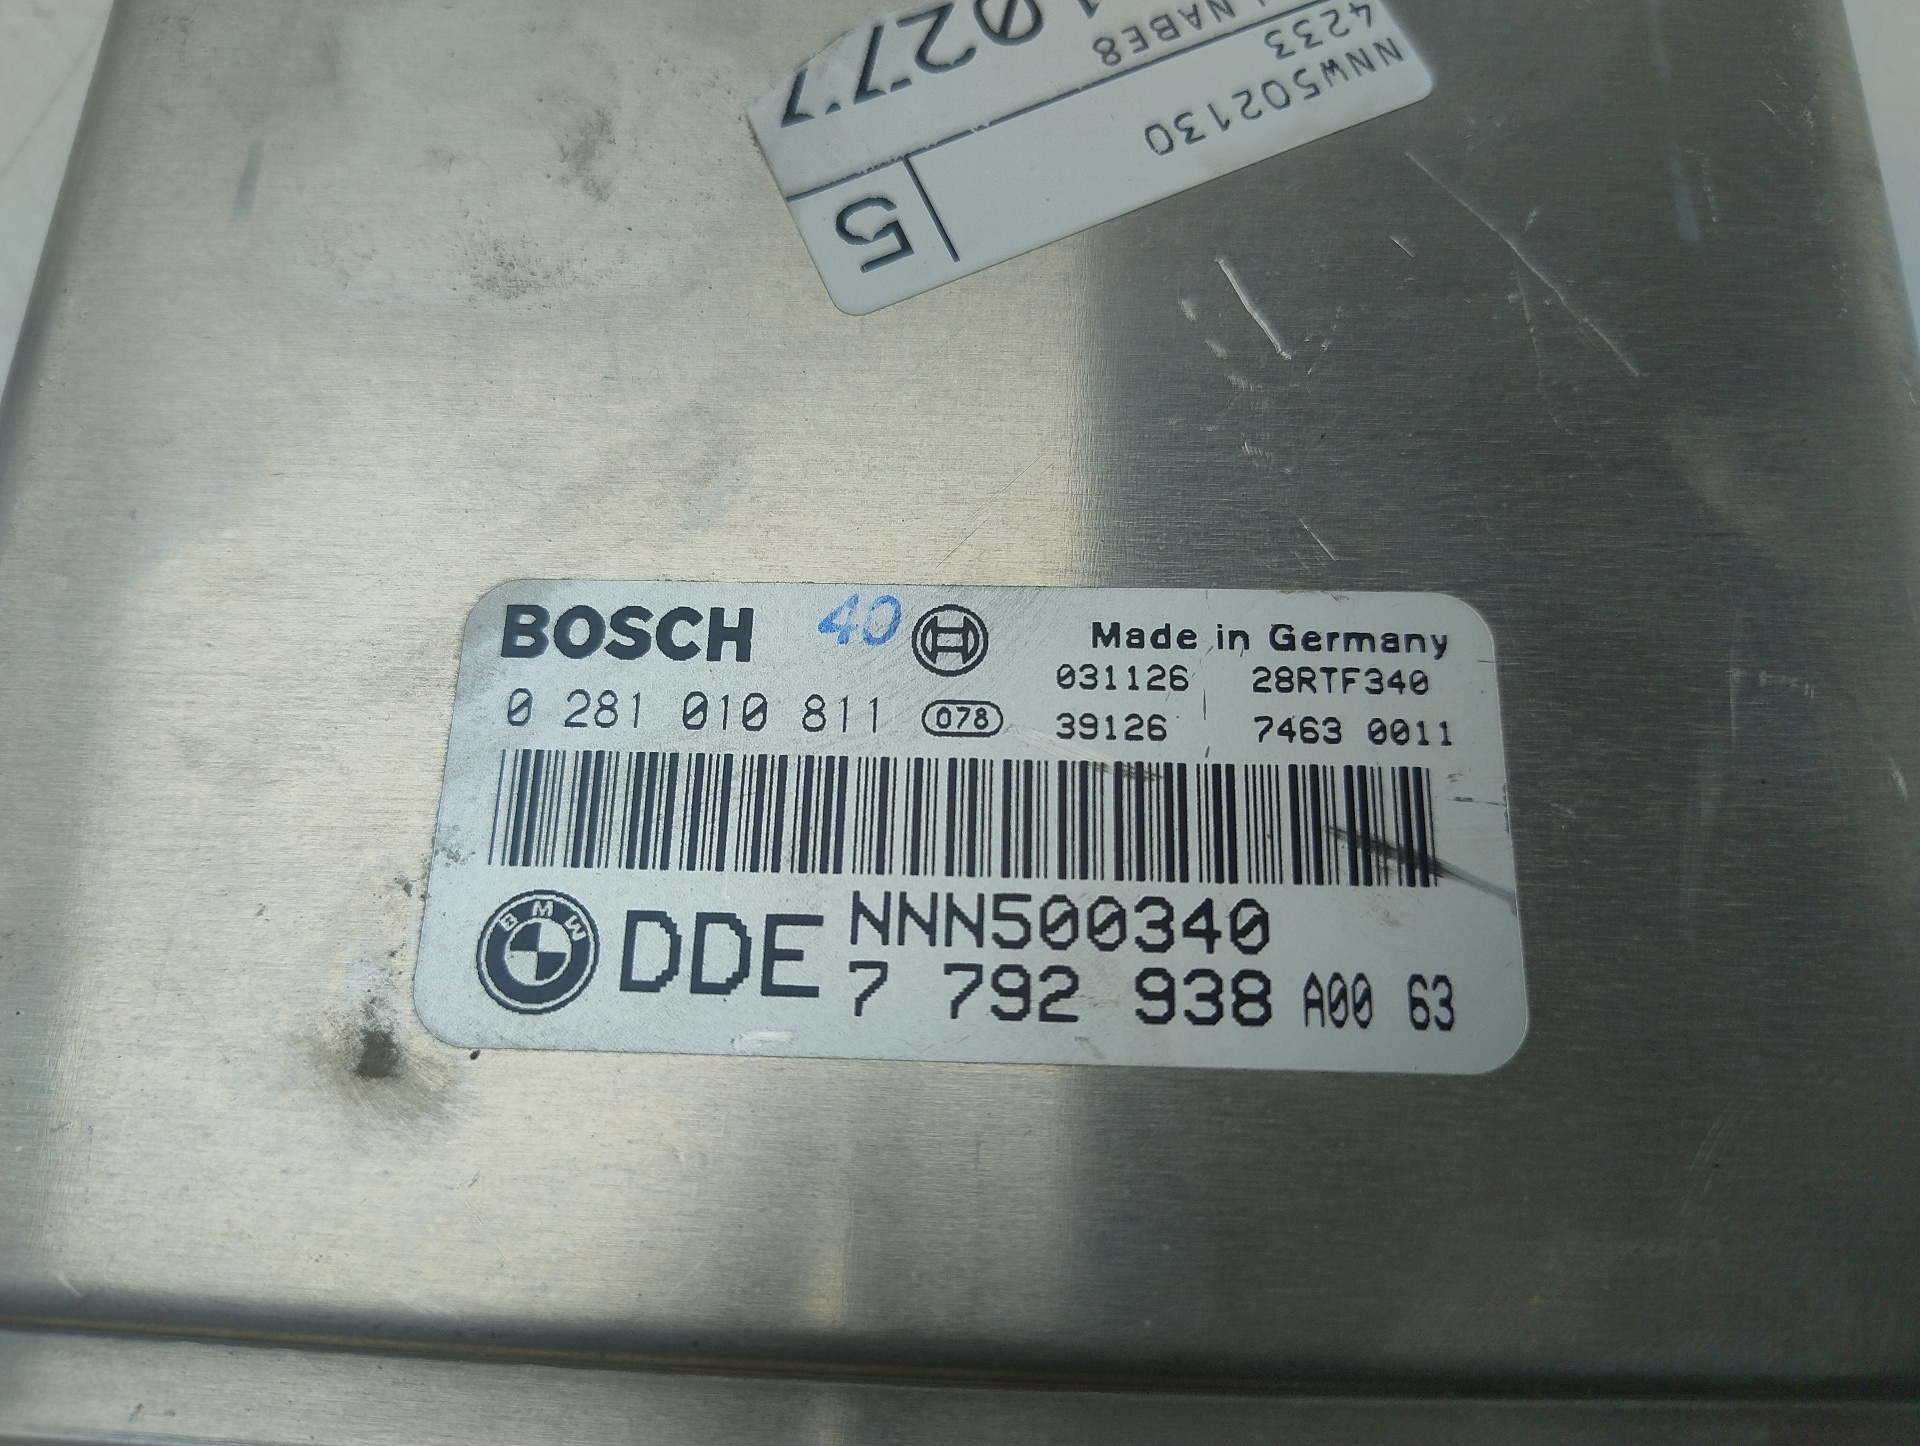 NNW502130
4233
NABE8
0277
5
BOSCH 40
Made in Germany
0 281 010 811 078
031126 28RTF340
39126 7463 0011
BMW
DDE NNN500340
7 792 938 A00 63